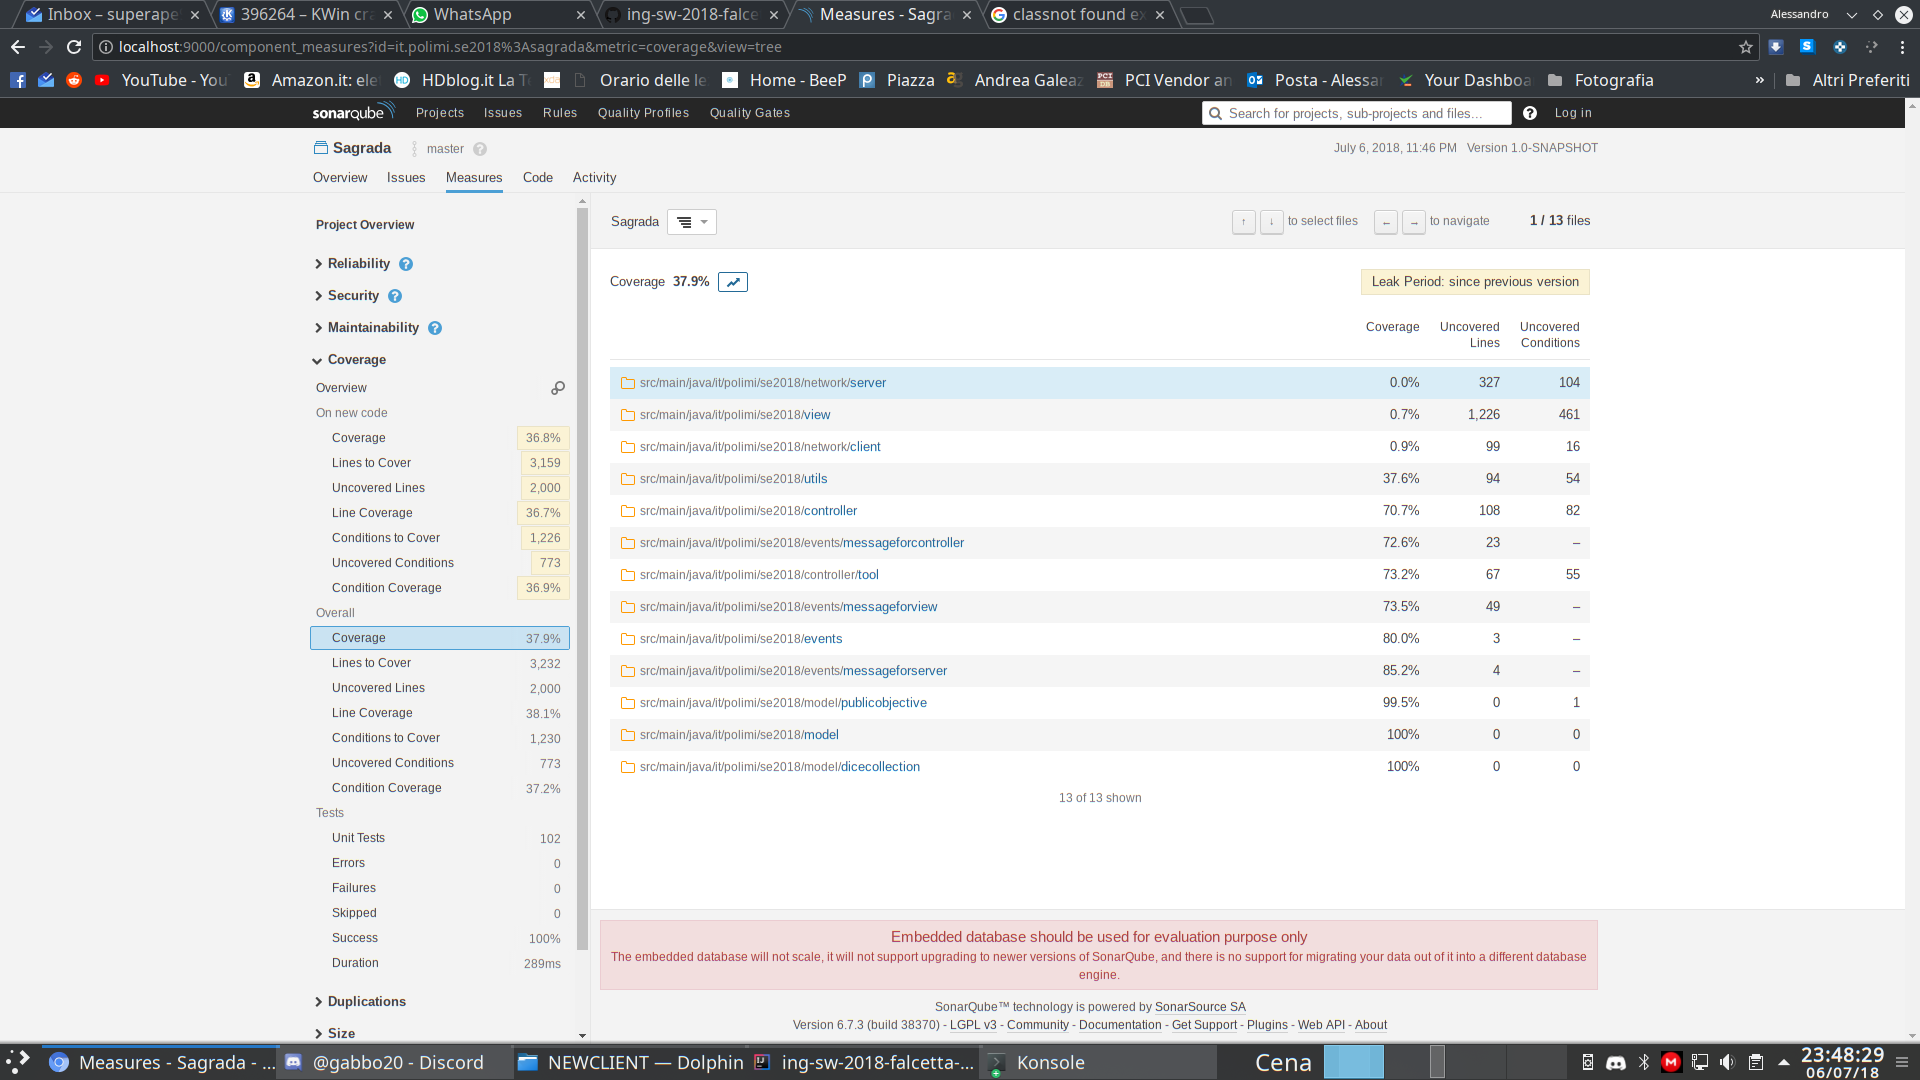 Inbox – superape
396264 – KWin cra
WhatsApp
ing-sw-2018-falce
Measures - Sagra
classnot found ex
Alessandro
localhost:9000/component_measures?id=it.polimi.se2018%3Asagrada&metric=coverage&view=tree
YouTube - You
Amazon.it: ele
HDblog.it La T
Orario delle le
Home - BeeP
Piazza
Andrea Galeaz
PCI Vendor an
Posta - Alessan
Your Dashboa
Fotografia
»
Altri Preferiti
sonarqube
Projects
Issues
Rules
Quality Profiles
Quality Gates
Search for projects, sub-projects and files...
Log in
Sagrada
master
July 6, 2018, 11:46 PM Version 1.0-SNAPSHOT
Overview
Issues
Measures
Code
Activity
Project Overview
Reliability
Security
Maintainability
Coverage
Overview
On new code
Coverage 36.8%
Lines to Cover 3,159
Uncovered Lines 2,000
Line Coverage 36.7%
Conditions to Cover 1,226
Uncovered Conditions 773
Condition Coverage 36.9%
Overall
Coverage 37.9%
Lines to Cover 3,232
Uncovered Lines 2,000
Line Coverage 38.1%
Conditions to Cover 1,230
Uncovered Conditions 773
Condition Coverage 37.2%
Tests
Unit Tests 102
Errors 0
Failures 0
Skipped 0
Success 100%
Duration 289ms
Duplications
Size
Sagrada
↑ ↓ to select files ← → to navigate 1 / 13 files
Coverage 37.9%
Leak Period: since previous version
Coverage
Uncovered Lines
Uncovered Conditions
src/main/java/it/polimi/se2018/network/server 0.0% 327 104
src/main/java/it/polimi/se2018/view 0.7% 1,226 461
src/main/java/it/polimi/se2018/network/client 0.9% 99 16
src/main/java/it/polimi/se2018/utils 37.6% 94 54
src/main/java/it/polimi/se2018/controller 70.7% 108 82
src/main/java/it/polimi/se2018/events/messageforcontroller 72.6% 23 –
src/main/java/it/polimi/se2018/controller/tool 73.2% 67 55
src/main/java/it/polimi/se2018/events/messageforview 73.5% 49 –
src/main/java/it/polimi/se2018/events 80.0% 3 –
src/main/java/it/polimi/se2018/events/messageforserver 85.2% 4 –
src/main/java/it/polimi/se2018/model/publicobjective 99.5% 0 1
src/main/java/it/polimi/se2018/model 100% 0 0
src/main/java/it/polimi/se2018/model/dicecollection 100% 0 0
13 of 13 shown
Embedded database should be used for evaluation purpose only
The embedded database will not scale, it will not support upgrading to newer versions of SonarQube, and there is no support for migrating your data out of it into a different database
engine.
SonarQube™ technology is powered by SonarSource SA
Version 6.7.3 (build 38370) - LGPL v3 - Community - Documentation - Get Support - Plugins - Web API - About
Measures - Sagrada - ...
@gabbo20 - Discord
NEWCLIENT — Dolphin
ing-sw-2018-falcetta-...
Konsole
Cena
23:48:29
06/07/18